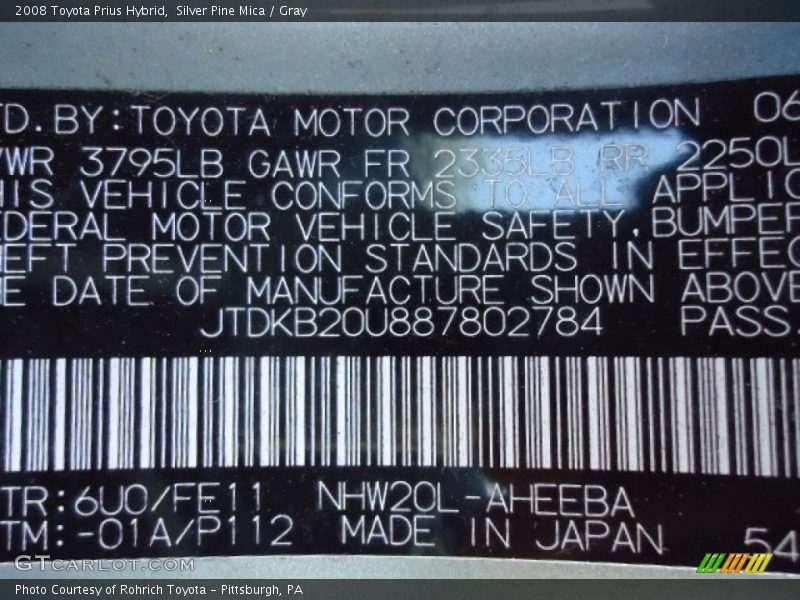 2008 Toyota Prius Hybrid, Silver Pine Mica / Gray
D.BY:TOYOTA MOTOR CORPORATION 06
VWR 3795LB GAWR FR 2335LB RR 2250L
HIS VEHICLE CONFORMS TO ALL APPLIC
EDERAL MOTOR VEHICLE SAFETY, BUMPER
EFT PREVENTION STANDARDS IN EFFEC
E DATE OF MANUFACTURE SHOWN ABOVE
JTDKB20U887802784 PASS.
TR:6U0/FE11 NHW20L-AHEEBA
TM:-01A/P112 MADE IN JAPAN 54
GTCARLOT.COM
Photo Courtesy of Rohrich Toyota - Pittsburgh, PA